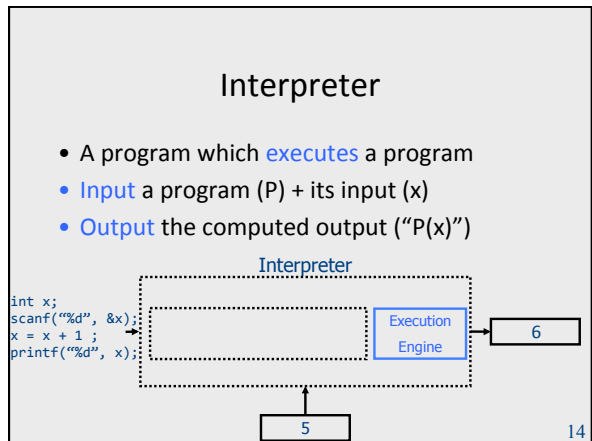 Interpreter
• A program which executes a program
• Input a program (P) + its input (x)
• Output the computed output (“P(x)”)
Interpreter
int x;
scanf(“%d”, &x);
x = x + 1 ;
printf(“%d”, x);
Execution
Engine
6
5
14